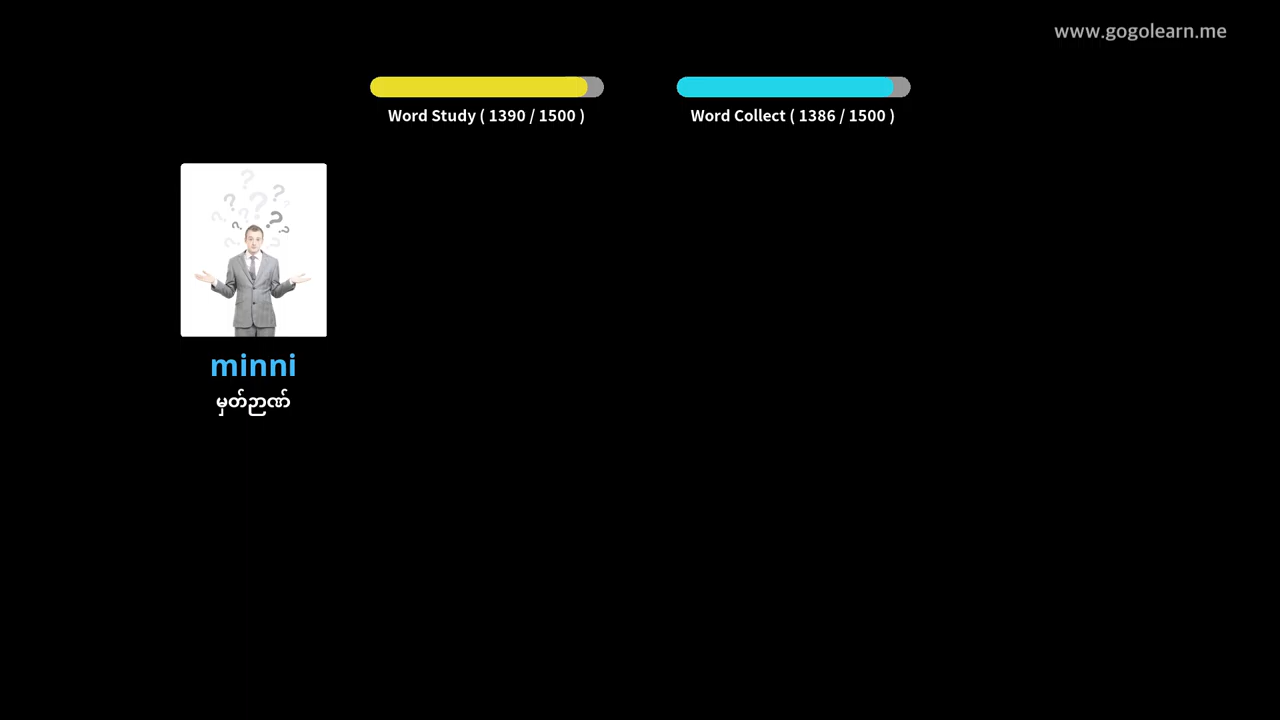 www.gogolearn.me
Word Study ( 1390 / 1500 )
Word Collect ( 1386 / 1500 )
minni
မှတ်ဉာဏ်